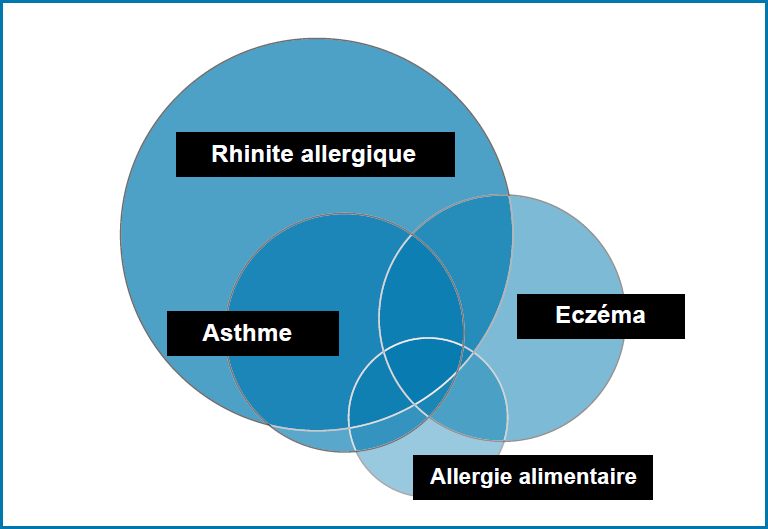 Rhinite allergique
Asthme
Eczéma
Allergie alimentaire